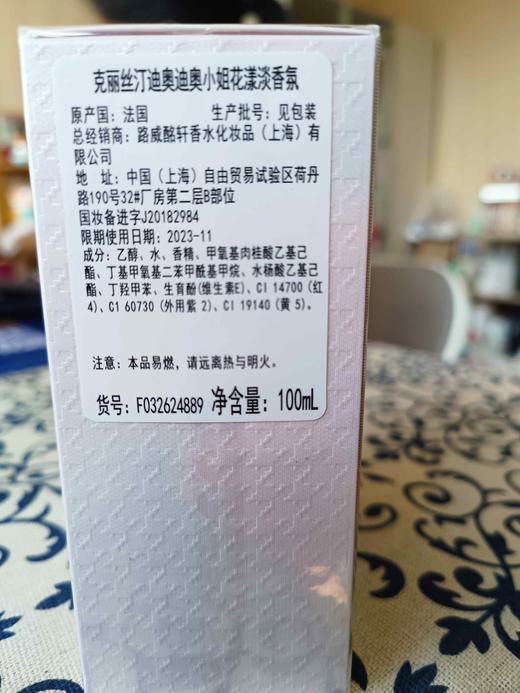 克丽丝汀迪奥迪奥小姐花漾淡香氛
原产国：法国 生产批号：见包装
总经销商：路威酩轩香水化妆品（上海）有
限公司
地 址：中国（上海）自由贸易试验区荷丹
路190号32#厂房第二层B部位
国妆备进字J20182984
限期使用日期：2023-11
成分：乙醇、水、香精、甲氧基肉桂酸乙基己
酯、丁基甲氧基二苯甲酰基甲烷、水杨酸乙基己
酯、丁羟甲苯、生育酚(维生素E)、CI 14700（红
4）、C1 60730（外用紫 2）、CI 19140（黄 5）。
注意：本品易燃，请远离热与明火。
货号：F032624889 净含量：100mL